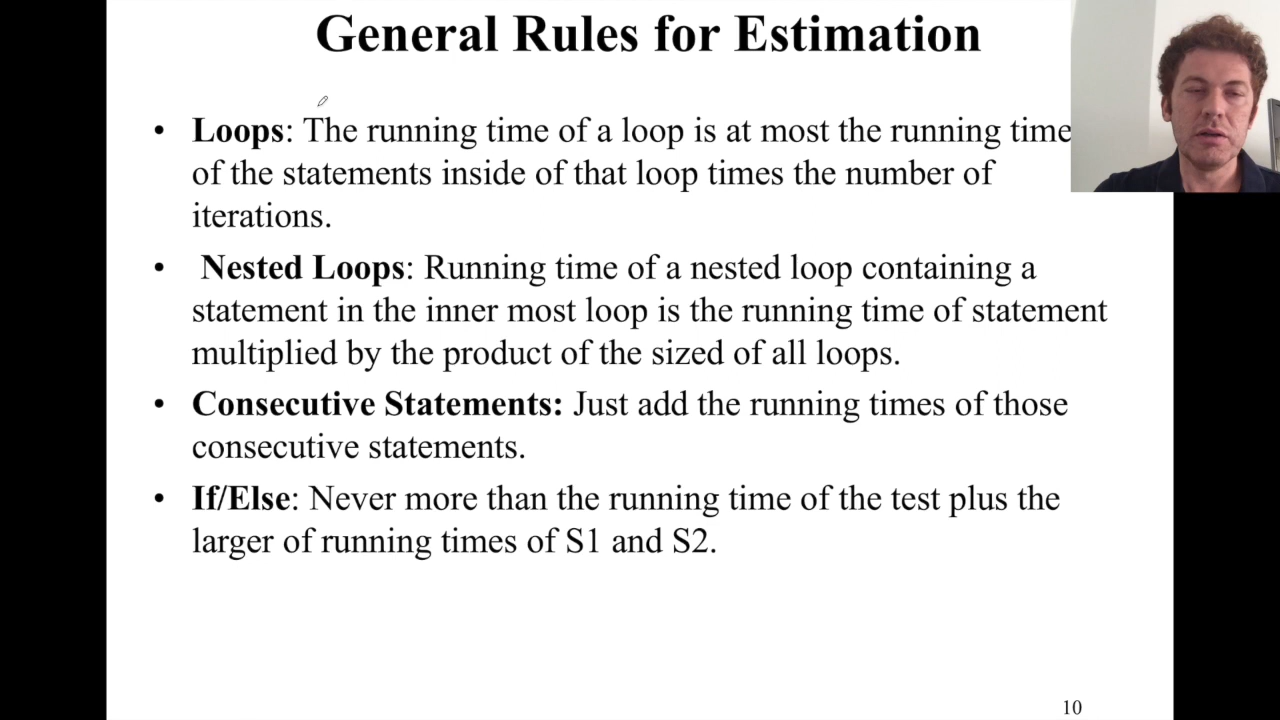 General Rules for Estimation
• Loops: The running time of a loop is at most the running time
of the statements inside of that loop times the number of
iterations.
• Nested Loops: Running time of a nested loop containing a
statement in the inner most loop is the running time of statement
multiplied by the product of the sized of all loops.
• Consecutive Statements: Just add the running times of those
consecutive statements.
• If/Else: Never more than the running time of the test plus the
larger of running times of S1 and S2.
10